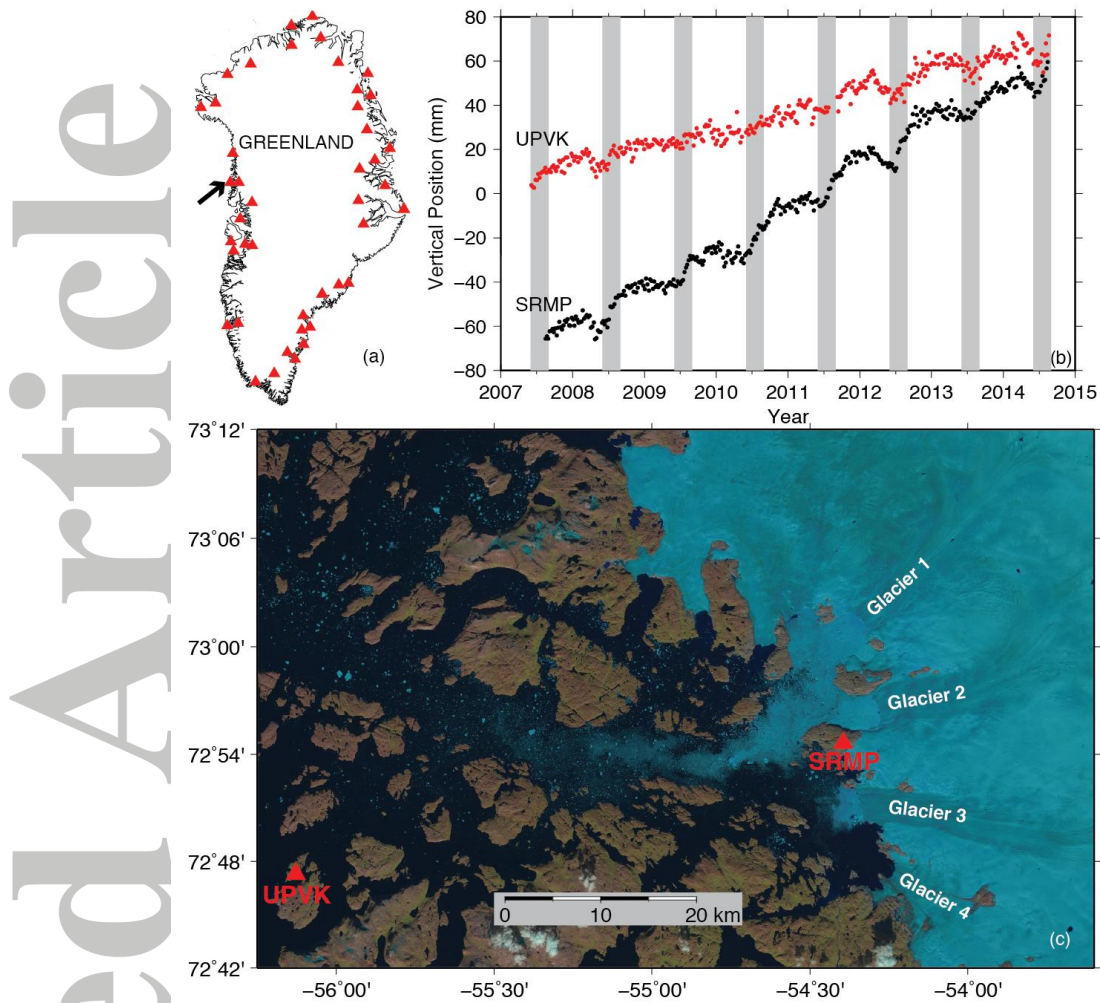 ed Article
GREENLAND
(a)
Vertical Position (mm)
80
60
40
20
0
−20
−40
−60
−80
UPVK
SRMP
(b)
2007 2008 2009 2010 2011 2012 2013 2014 2015
Year
73°12'
73°06'
73°00'
72°54'
72°48'
72°42'
Glacier 1
Glacier 2
SRMP
Glacier 3
Glacier 4
UPVK
0 10 20 km
(c)
−56°00' −55°30' −55°00' −54°30' −54°00'